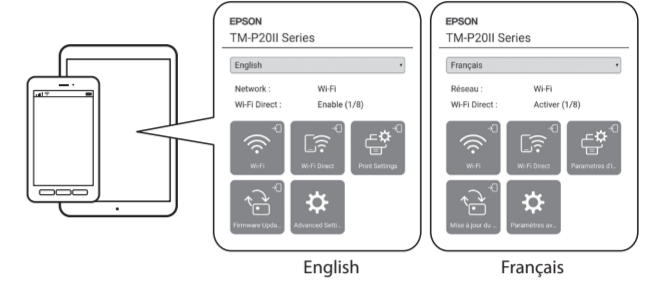 EPSON
TM-P20II Series
English
Network : Wi-Fi
Wi-Fi Direct : Enable (1/8)
Wi-Fi
Wi-Fi Direct
Print Settings
Firmware Upda...
Advanced Setti...
English
EPSON
TM-P20II Series
Français
Réseau : Wi-Fi
Wi-Fi Direct : Activer (1/8)
Wi-Fi
Wi-Fi Direct
Parametres d'i...
Mise à jour du ...
Paramètres av...
Français